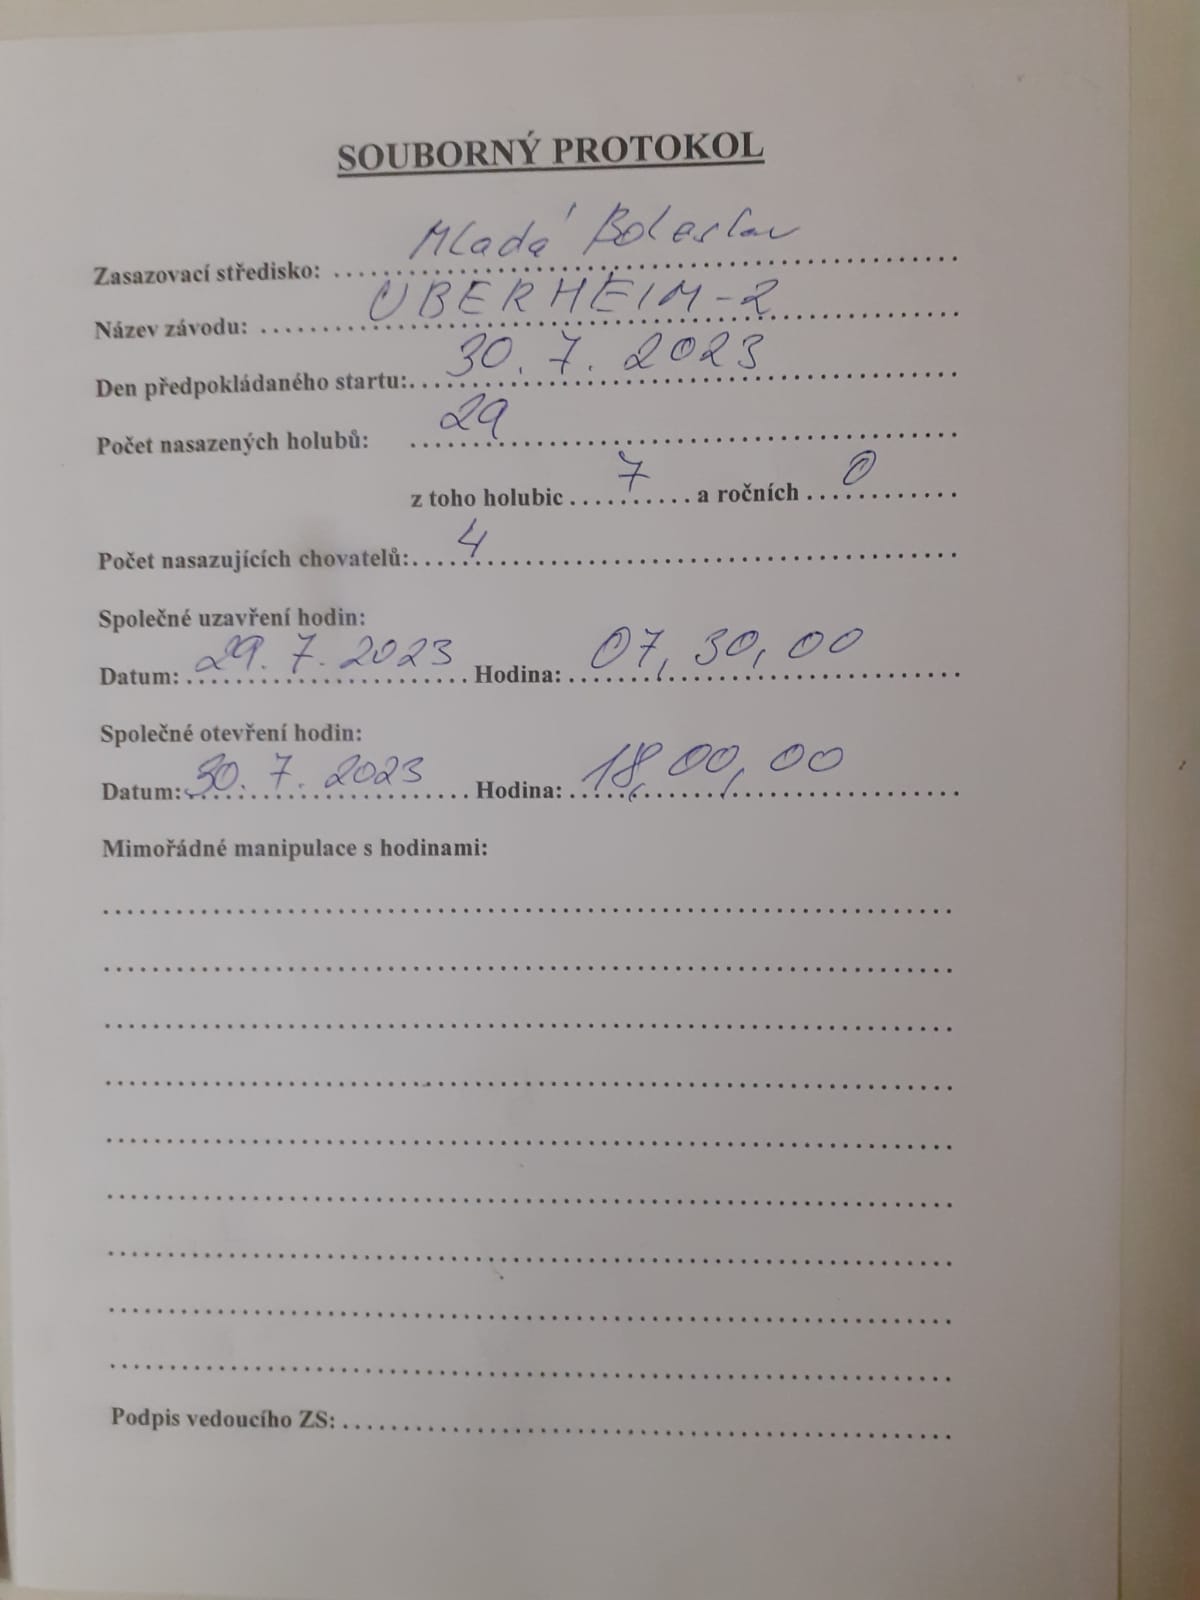 SOUBORNÝ PROTOKOL
Zasazovací středisko: Mladá Boleslav
Název závodu: UBERHEIM-2
Den předpokládaného startu: 30. 7. 2023
Počet nasazených holubů: 29
z toho holubic 7 a ročních 0
Počet nasazujících chovatelů: 4
Společné uzavření hodin:
Datum: 29. 7. 2023 Hodina: 07, 30, 00
Společné otevření hodin:
Datum: 30. 7. 2023 Hodina: 18, 00, 00
Mimořádné manipulace s hodinami:
Podpis vedoucího ZS: